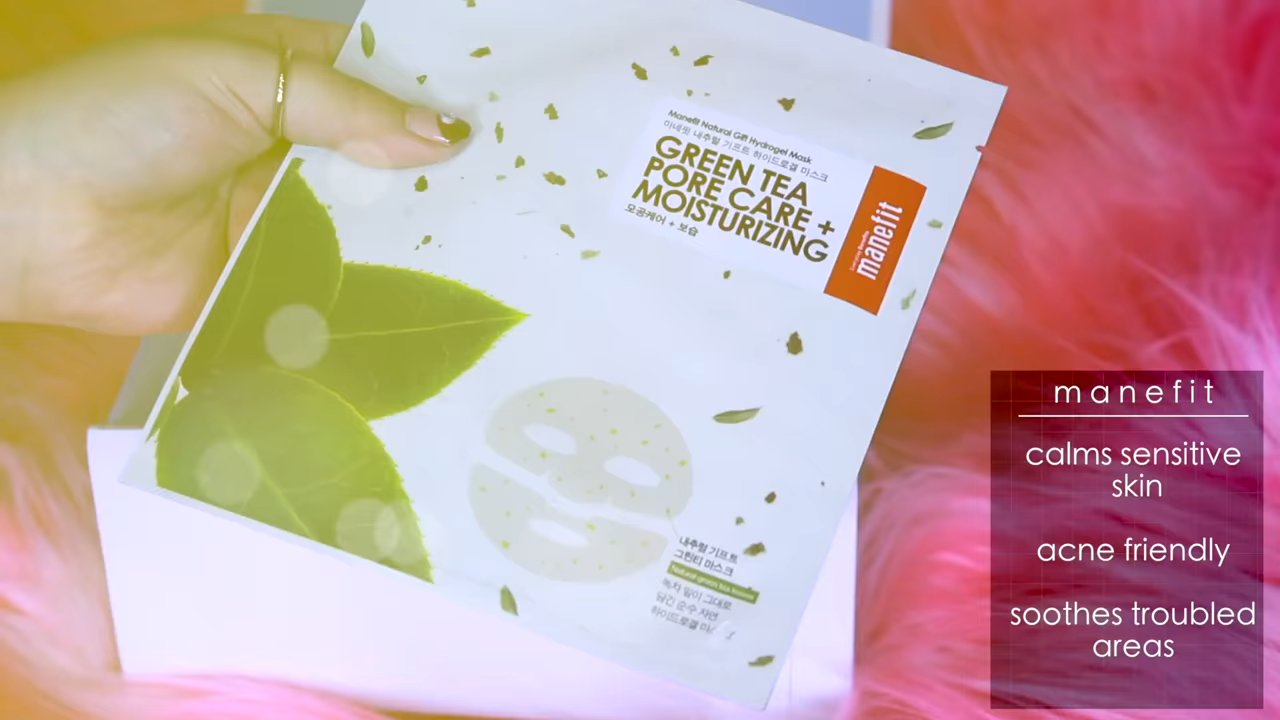 Manefit Natural Gift Hydrogel Mask
마네핏 내추럴 기프트 하이드로겔 마스크
GREEN TEA
PORE CARE +
MOISTURIZING
모공케어 + 보습
manefit
내추럴 기프트
그린티 마스크
Natural green tea leaves
녹차 잎이 그대로
담긴 순수 자연
하이드로겔
manefit
calms sensitive
skin
acne friendly
soothes troubled
areas